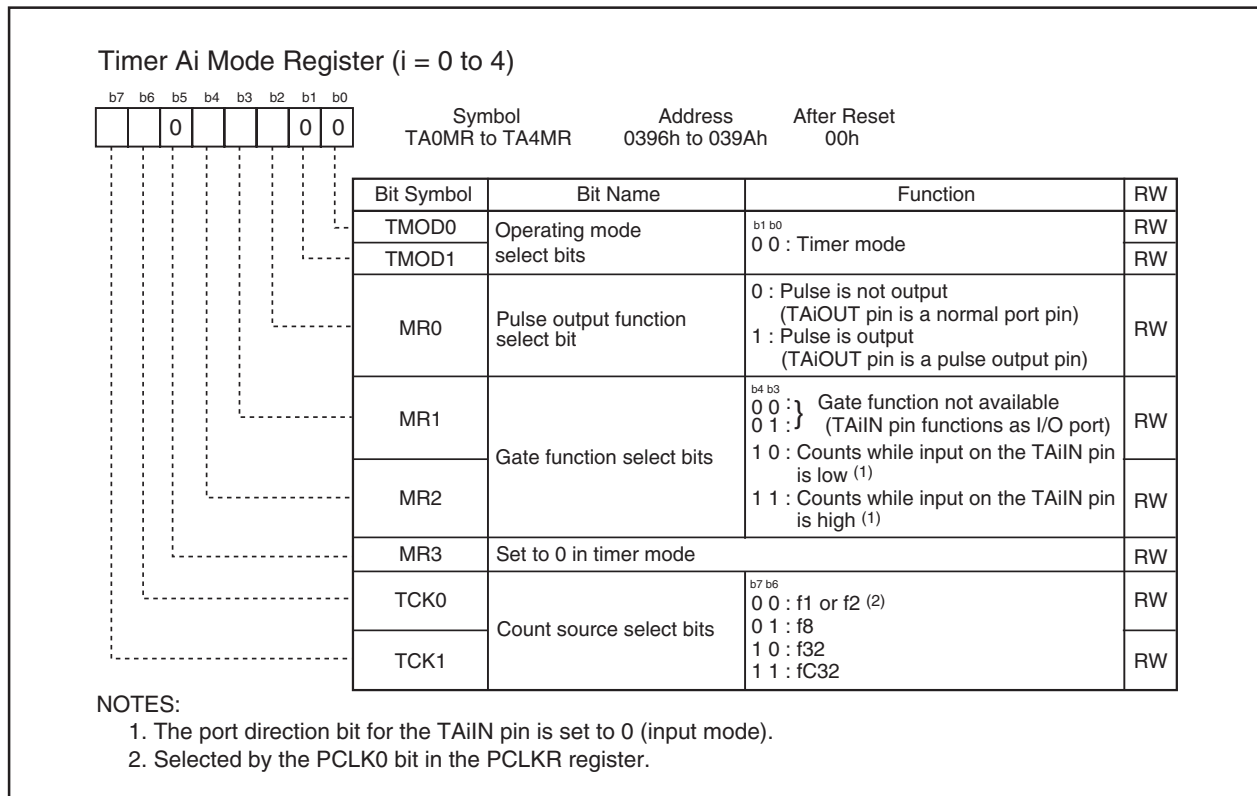 Timer Ai Mode Register (i = 0 to 4)
b7 b6 b5 b4 b3 b2 b1 b0
0 0 0
Symbol Address After Reset
TA0MR to TA4MR 0396h to 039Ah 00h
Bit Symbol Bit Name Function RW
TMOD0 Operating mode select bits b1 b0 RW
TMOD1 0 0 : Timer mode RW
MR0 Pulse output function select bit 0 : Pulse is not output RW
(TAiOUT pin is a normal port pin)
1 : Pulse is output
(TAiOUT pin is a pulse output pin)
MR1 Gate function select bits b4 b3 RW
0 0 : } Gate function not available
0 1 : (TAiIN pin functions as I/O port)
1 0 : Counts while input on the TAiIN pin
is low (1)
MR2 1 1 : Counts while input on the TAiIN pin RW
is high (1)
MR3 Set to 0 in timer mode RW
TCK0 Count source select bits b7 b6 RW
0 0 : f1 or f2 (2)
0 1 : f8
TCK1 1 0 : f32 RW
1 1 : fC32
NOTES:
1. The port direction bit for the TAiIN pin is set to 0 (input mode).
2. Selected by the PCLK0 bit in the PCLKR register.